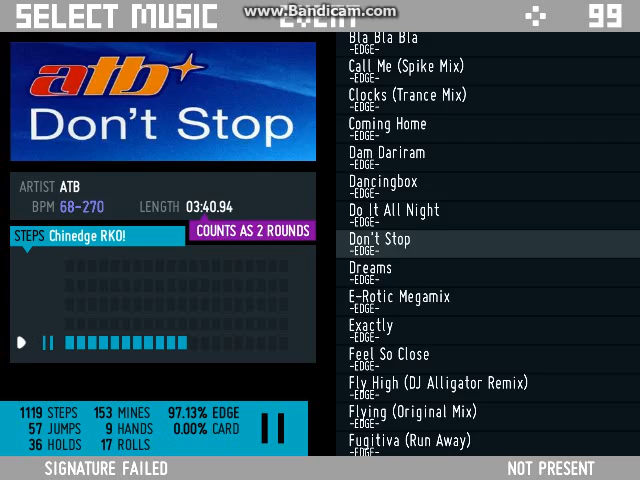 SELECT MUSIC
EVENT
www.Bandicam.com
99
atb
Don't Stop
ARTIST ATB
BPM 68-270
LENGTH 03:40.94
COUNTS AS 2 ROUNDS
STEPS Chinedge RKO!
11
11
1119 STEPS
153 MINES
97.13% EDGE
57 JUMPS
9 HANDS
0.00% CARD
36 HOLDS
17 ROLLS
Bla Bla Bla
-EDGE-
Call Me (Spike Mix)
-EDGE-
Clocks (Trance Mix)
-EDGE-
Coming Home
-EDGE-
Dam Dariram
-EDGE-
Dancingbox
-EDGE-
Do It All Night
-EDGE-
Don't Stop
-EDGE-
Dreams
-EDGE-
E-Rotic Megamix
-EDGE-
Exactly
-EDGE-
Feel So Close
-EDGE-
Fly High (DJ Alligator Remix)
-EDGE-
Flying (Original Mix)
-EDGE-
Fugitiva (Run Away)
-EDGE-
SIGNATURE FAILED
NOT PRESENT